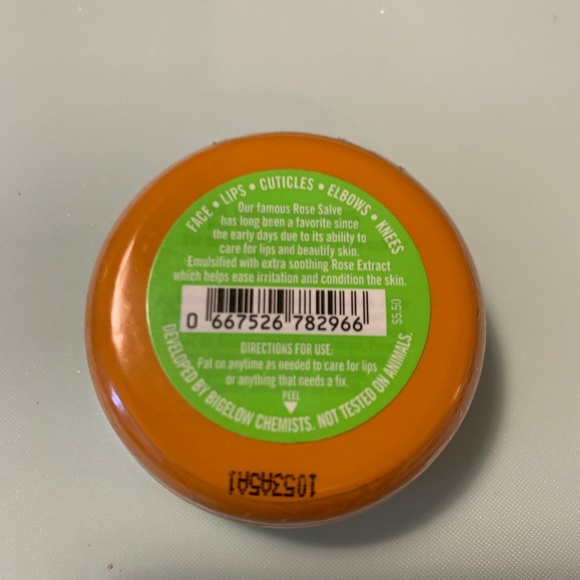 FACE • LIPS • CUTICLES • ELBOWS • KNEES
Our famous Rose Salve
has long been a favorite since
the early days due to its ability to
care for lips and beautify skin.
Emulsified with extra soothing Rose Extract
which helps ease irritation and condition the skin.
0 667526 782966
$5.50
DIRECTIONS FOR USE:
Pat on anytime as needed to care for lips
or anything that needs a fix.
PEEL
DEVELOPED BY BIGELOW CHEMISTS. NOT TESTED ON ANIMALS.
1053A5A1